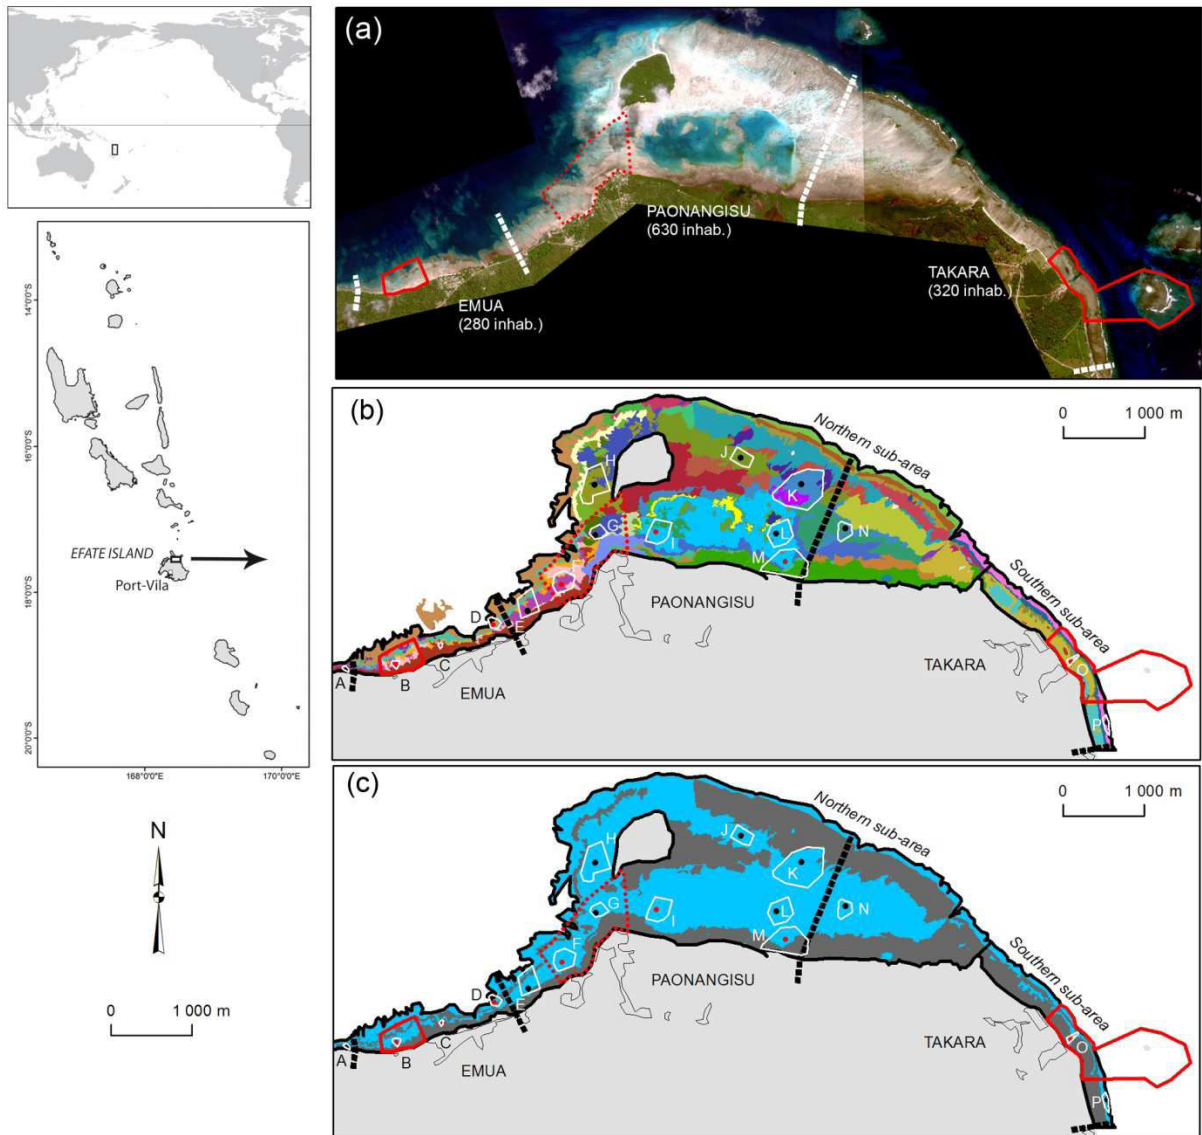 (a)
PAONANGISU
(630 inhab.)
TAKARA
(320 inhab.)
EMUA
(280 inhab.)
14°0'0"S
16°0'0"S
EFATE ISLAND
Port-Vila
18°0'0"S
20°0'0"S
168°0'0"E
170°0'0"E
N
0 1 000 m
(b)
0 1 000 m
Northern sub-area
H
J
K
G
I
L
N
F
M
D
E
PAONANGISU
Southern sub-area
A
B
C
EMUA
TAKARA
O
P
(c)
0 1 000 m
Northern sub-area
H
J
K
G
I
L
N
F
M
D
E
PAONANGISU
Southern sub-area
A
B
C
EMUA
TAKARA
O
P